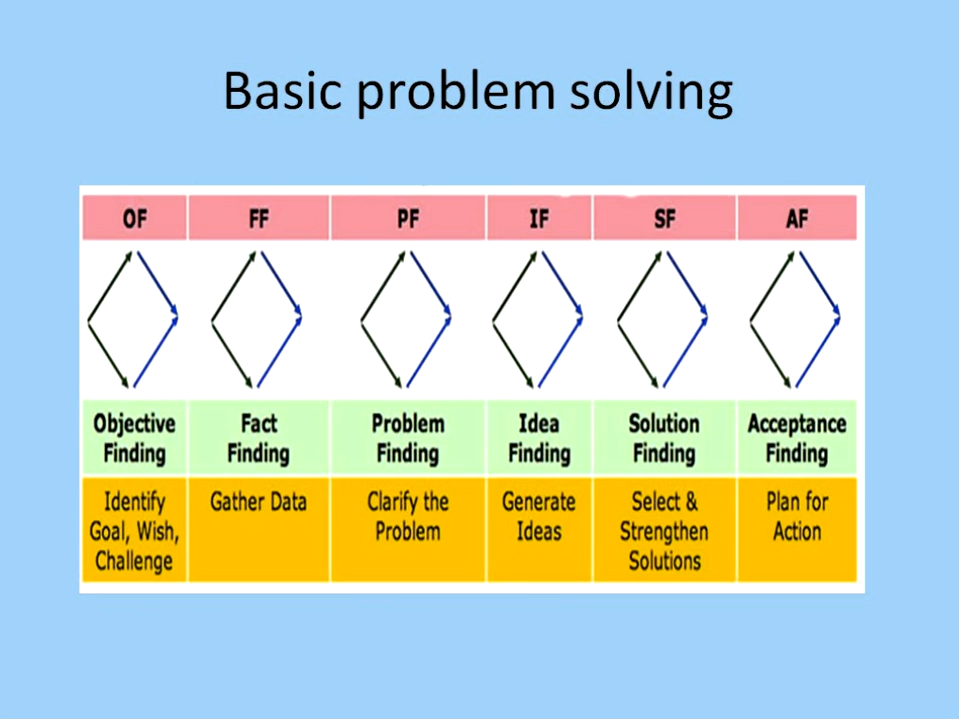 Basic problem solving
OF FF PF IF SF AF
Objective Finding
Fact Finding
Problem Finding
Idea Finding
Solution Finding
Acceptance Finding
Identify Goal, Wish, Challenge
Gather Data
Clarify the Problem
Generate Ideas
Select & Strengthen Solutions
Plan for Action